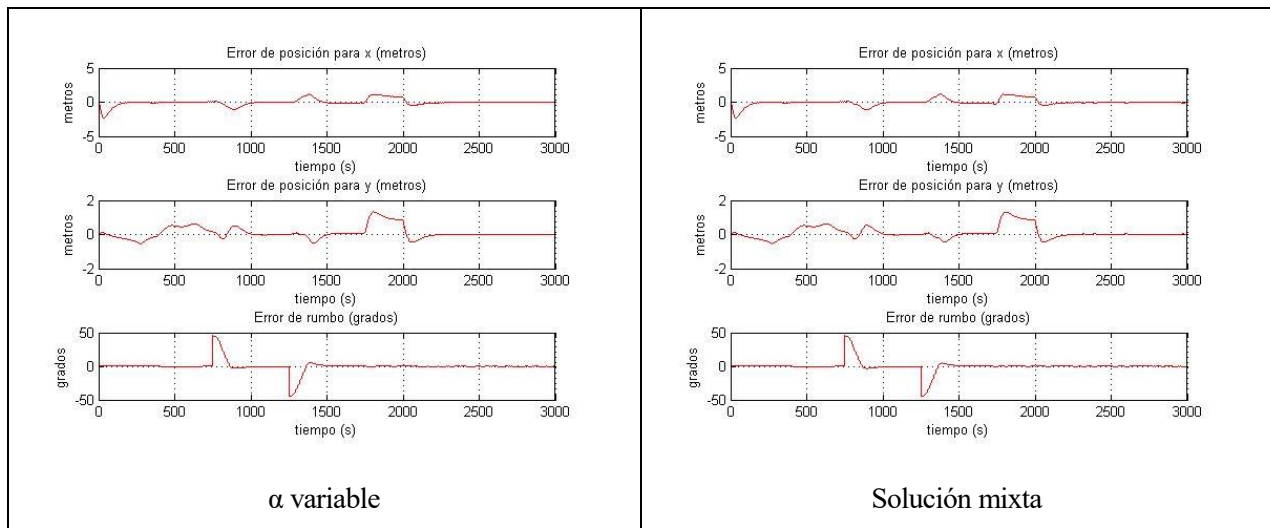 Error de posición para x (metros)
metros
5
0
-5
0 500 1000 1500 2000 2500 3000
tiempo (s)
Error de posición para y (metros)
metros
2
0
-2
0 500 1000 1500 2000 2500 3000
tiempo (s)
Error de rumbo (grados)
grados
50
0
-50
0 500 1000 1500 2000 2500 3000
tiempo (s)
α variable
Error de posición para x (metros)
metros
5
0
-5
0 500 1000 1500 2000 2500 3000
tiempo (s)
Error de posición para y (metros)
metros
2
0
-2
0 500 1000 1500 2000 2500 3000
tiempo (s)
Error de rumbo (grados)
grados
50
0
-50
0 500 1000 1500 2000 2500 3000
tiempo (s)
Solución mixta